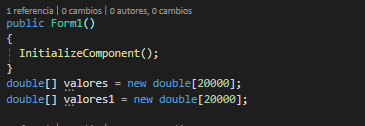 1 referencia | 0 cambios | 0 autores, 0 cambios
public Form1()
{
InitializeComponent();
}
double[] valores = new double[20000];
double[] valores1 = new double[20000];